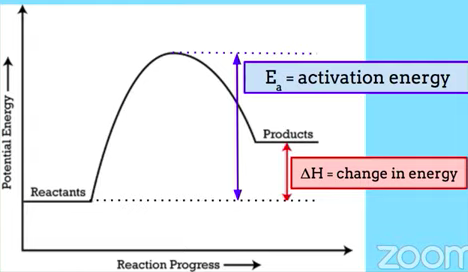 Eₐ = activation energy
Products
ΔH = change in energy
Reactants
Potential Energy
Reaction Progress
zoom